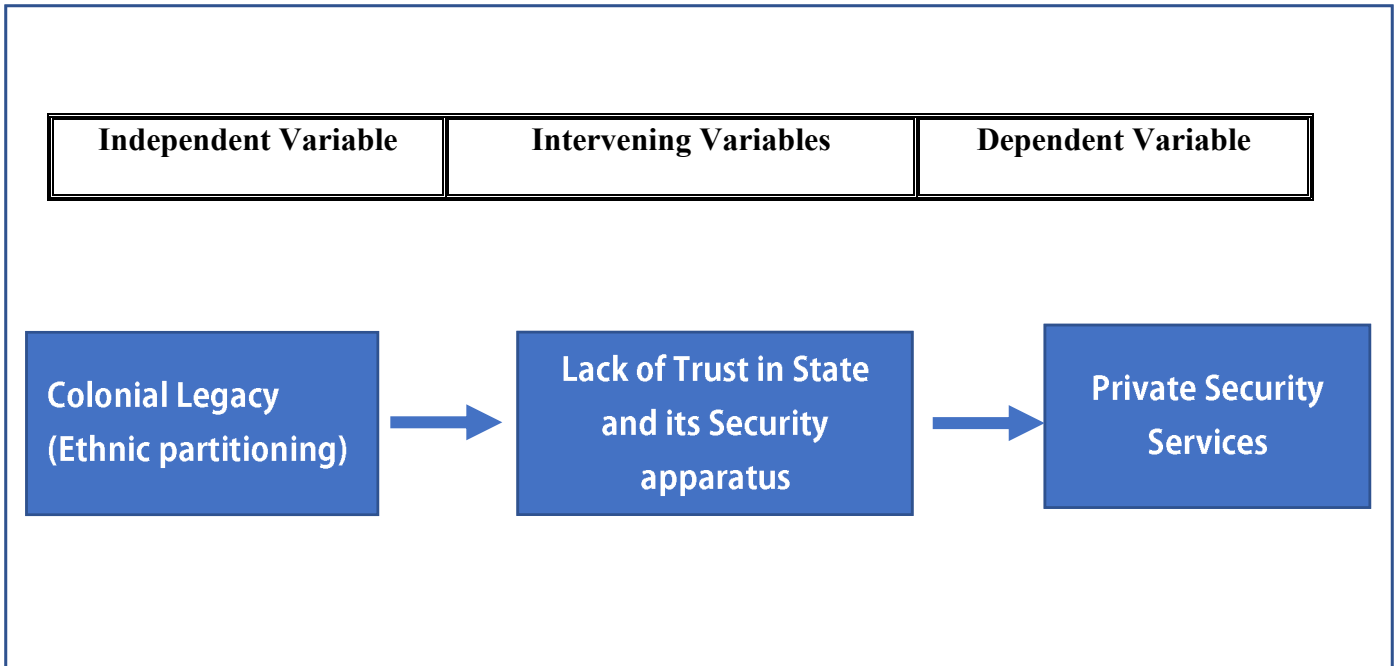 Independent Variable
Intervening Variables
Dependent Variable
Colonial Legacy
(Ethnic partitioning)
Lack of Trust in State
and its Security
apparatus
Private Security
Services